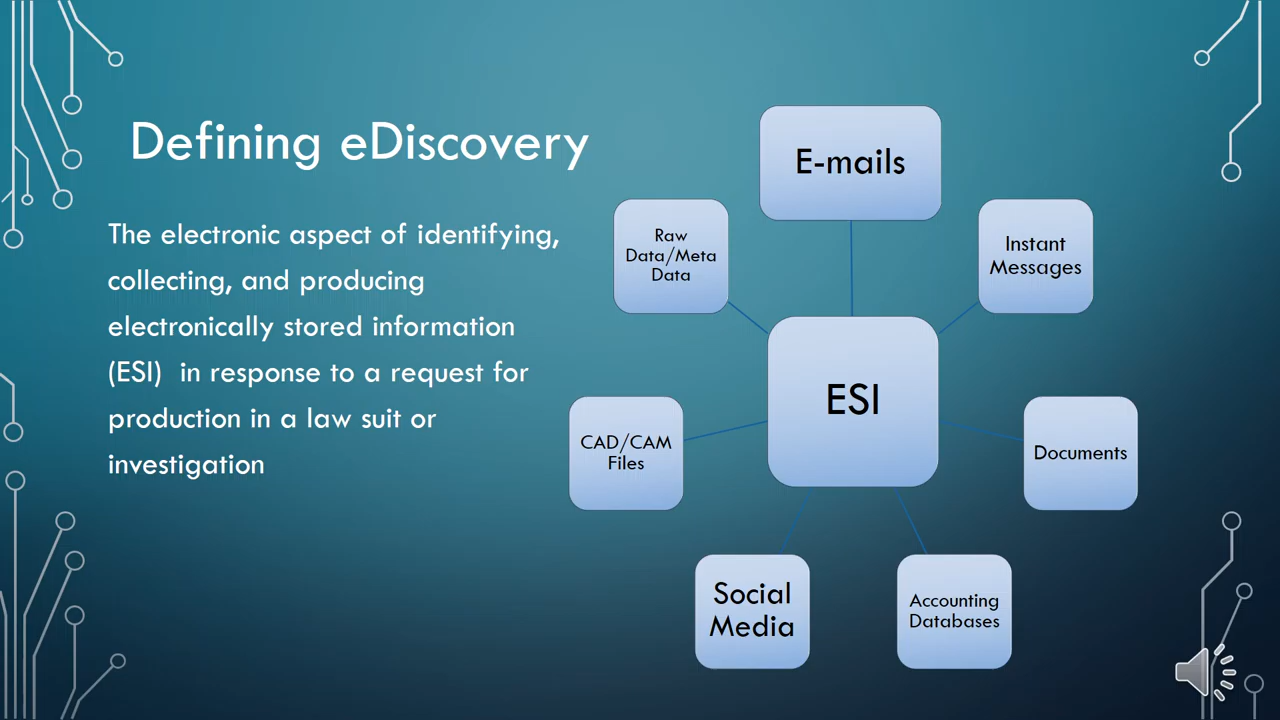 Defining eDiscovery
The electronic aspect of identifying,
collecting, and producing
electronically stored information
(ESI)  in response to a request for
production in a law suit or
investigation
E-mails
Instant
Messages
Documents
Accounting
Databases
Social
Media
CAD/CAM
Files
Raw
Data/Meta
Data
ESI